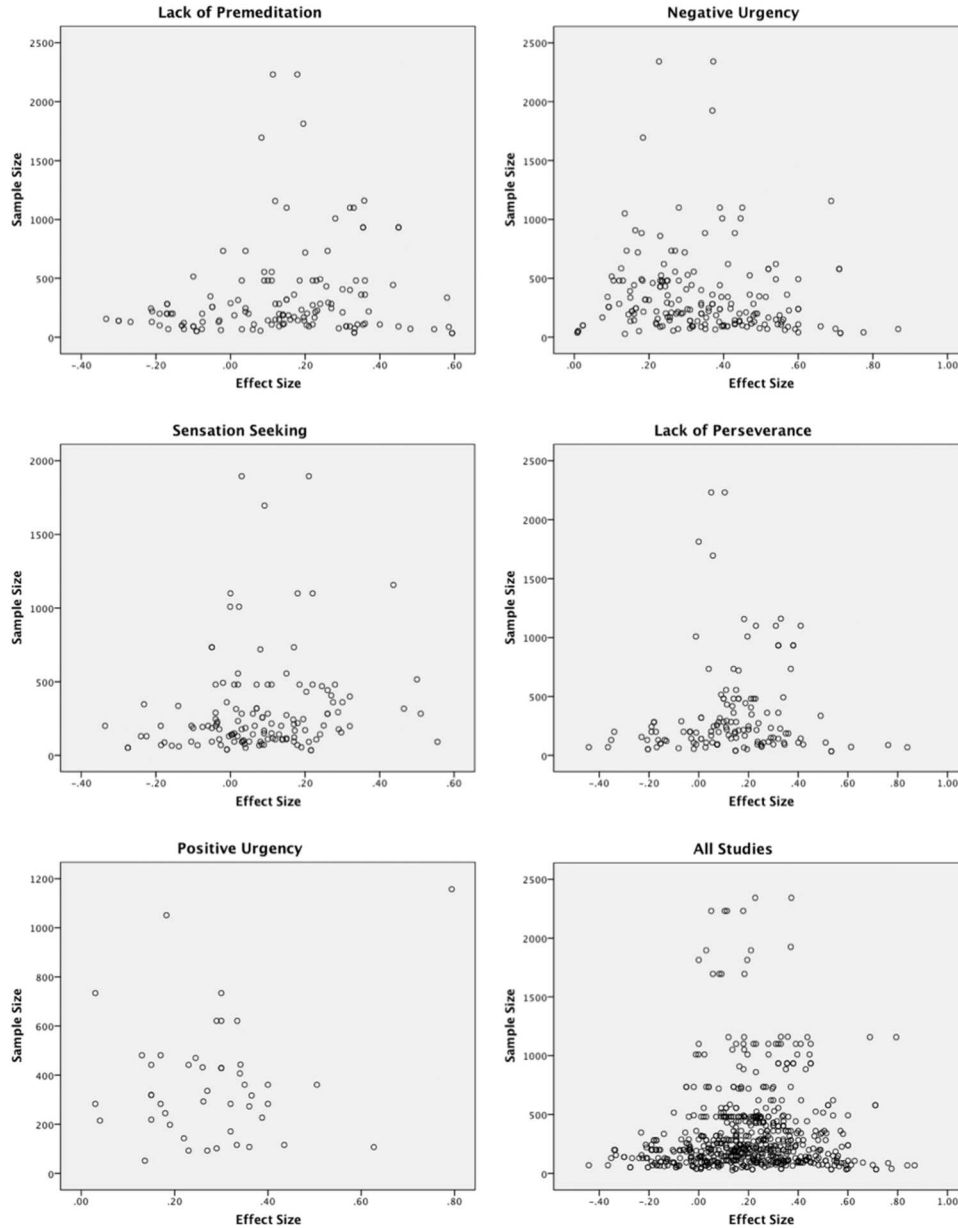 Lack of Premeditation
2500
2000
1500
1000
500
0
Sample Size
-.40 -.20 .00 .20 .40 .60
Effect Size
Negative Urgency
2500
2000
1500
1000
500
0
Sample Size
.00 .20 .40 .60 .80 1.00
Effect Size
Sensation Seeking
2000
1500
1000
500
0
Sample Size
-.40 -.20 .00 .20 .40 .60
Effect Size
Lack of Perseverance
2500
2000
1500
1000
500
0
Sample Size
-.40 -.20 .00 .20 .40 .60 .80 1.00
Effect Size
Positive Urgency
1200
1000
800
600
400
200
0
Sample Size
.00 .20 .40 .60 .80
Effect Size
All Studies
2500
2000
1500
1000
500
0
Sample Size
-.40 -.20 .00 .20 .40 .60 .80 1.00
Effect Size